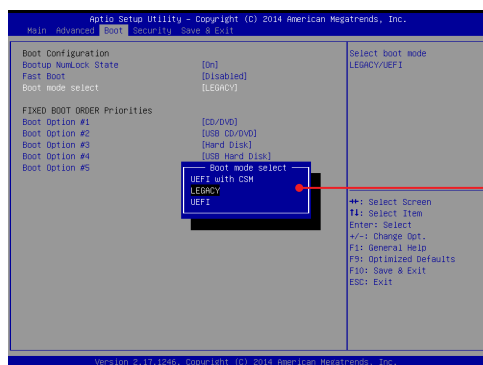 Aptio Setup Utility – Copyright (C) 2014 American Megatrends, Inc.
Main Advanced Boot Security Save & Exit
Boot Configuration
Bootup NumLock State [On]
Fast Boot [Disabled]
Boot mode select [LEGACY]
FIXED BOOT ORDER Priorities
Boot Option #1 [CD/DVD]
Boot Option #2 [USB CD/DVD]
Boot Option #3 [Hard Disk]
Boot Option #4 [USB Hard Disk]
Boot Option #5
Boot mode select
UEFI with CSM
LEGACY
UEFI
Select boot mode
LEGACY/UEFI
→←: Select Screen
↑↓: Select Item
Enter: Select
+/-: Change Opt.
F1: General Help
F9: Optimized Defaults
F10: Save & Exit
ESC: Exit
Version 2.17.1246. Copyright (C) 2014 American Megatrends, Inc.